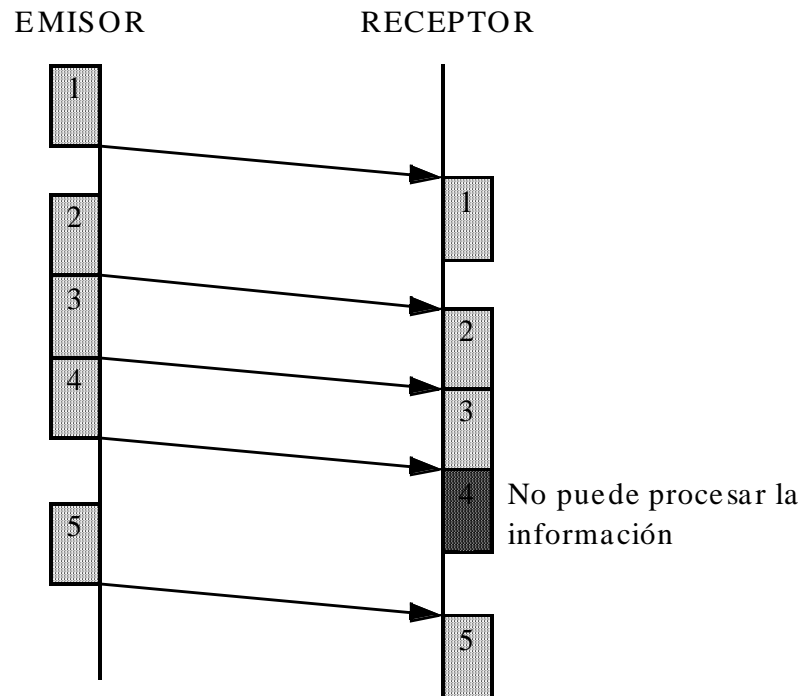 EMISOR
RECEPTOR
1
1
2
2
3
3
4
4
No puede procesar la
información
5
5